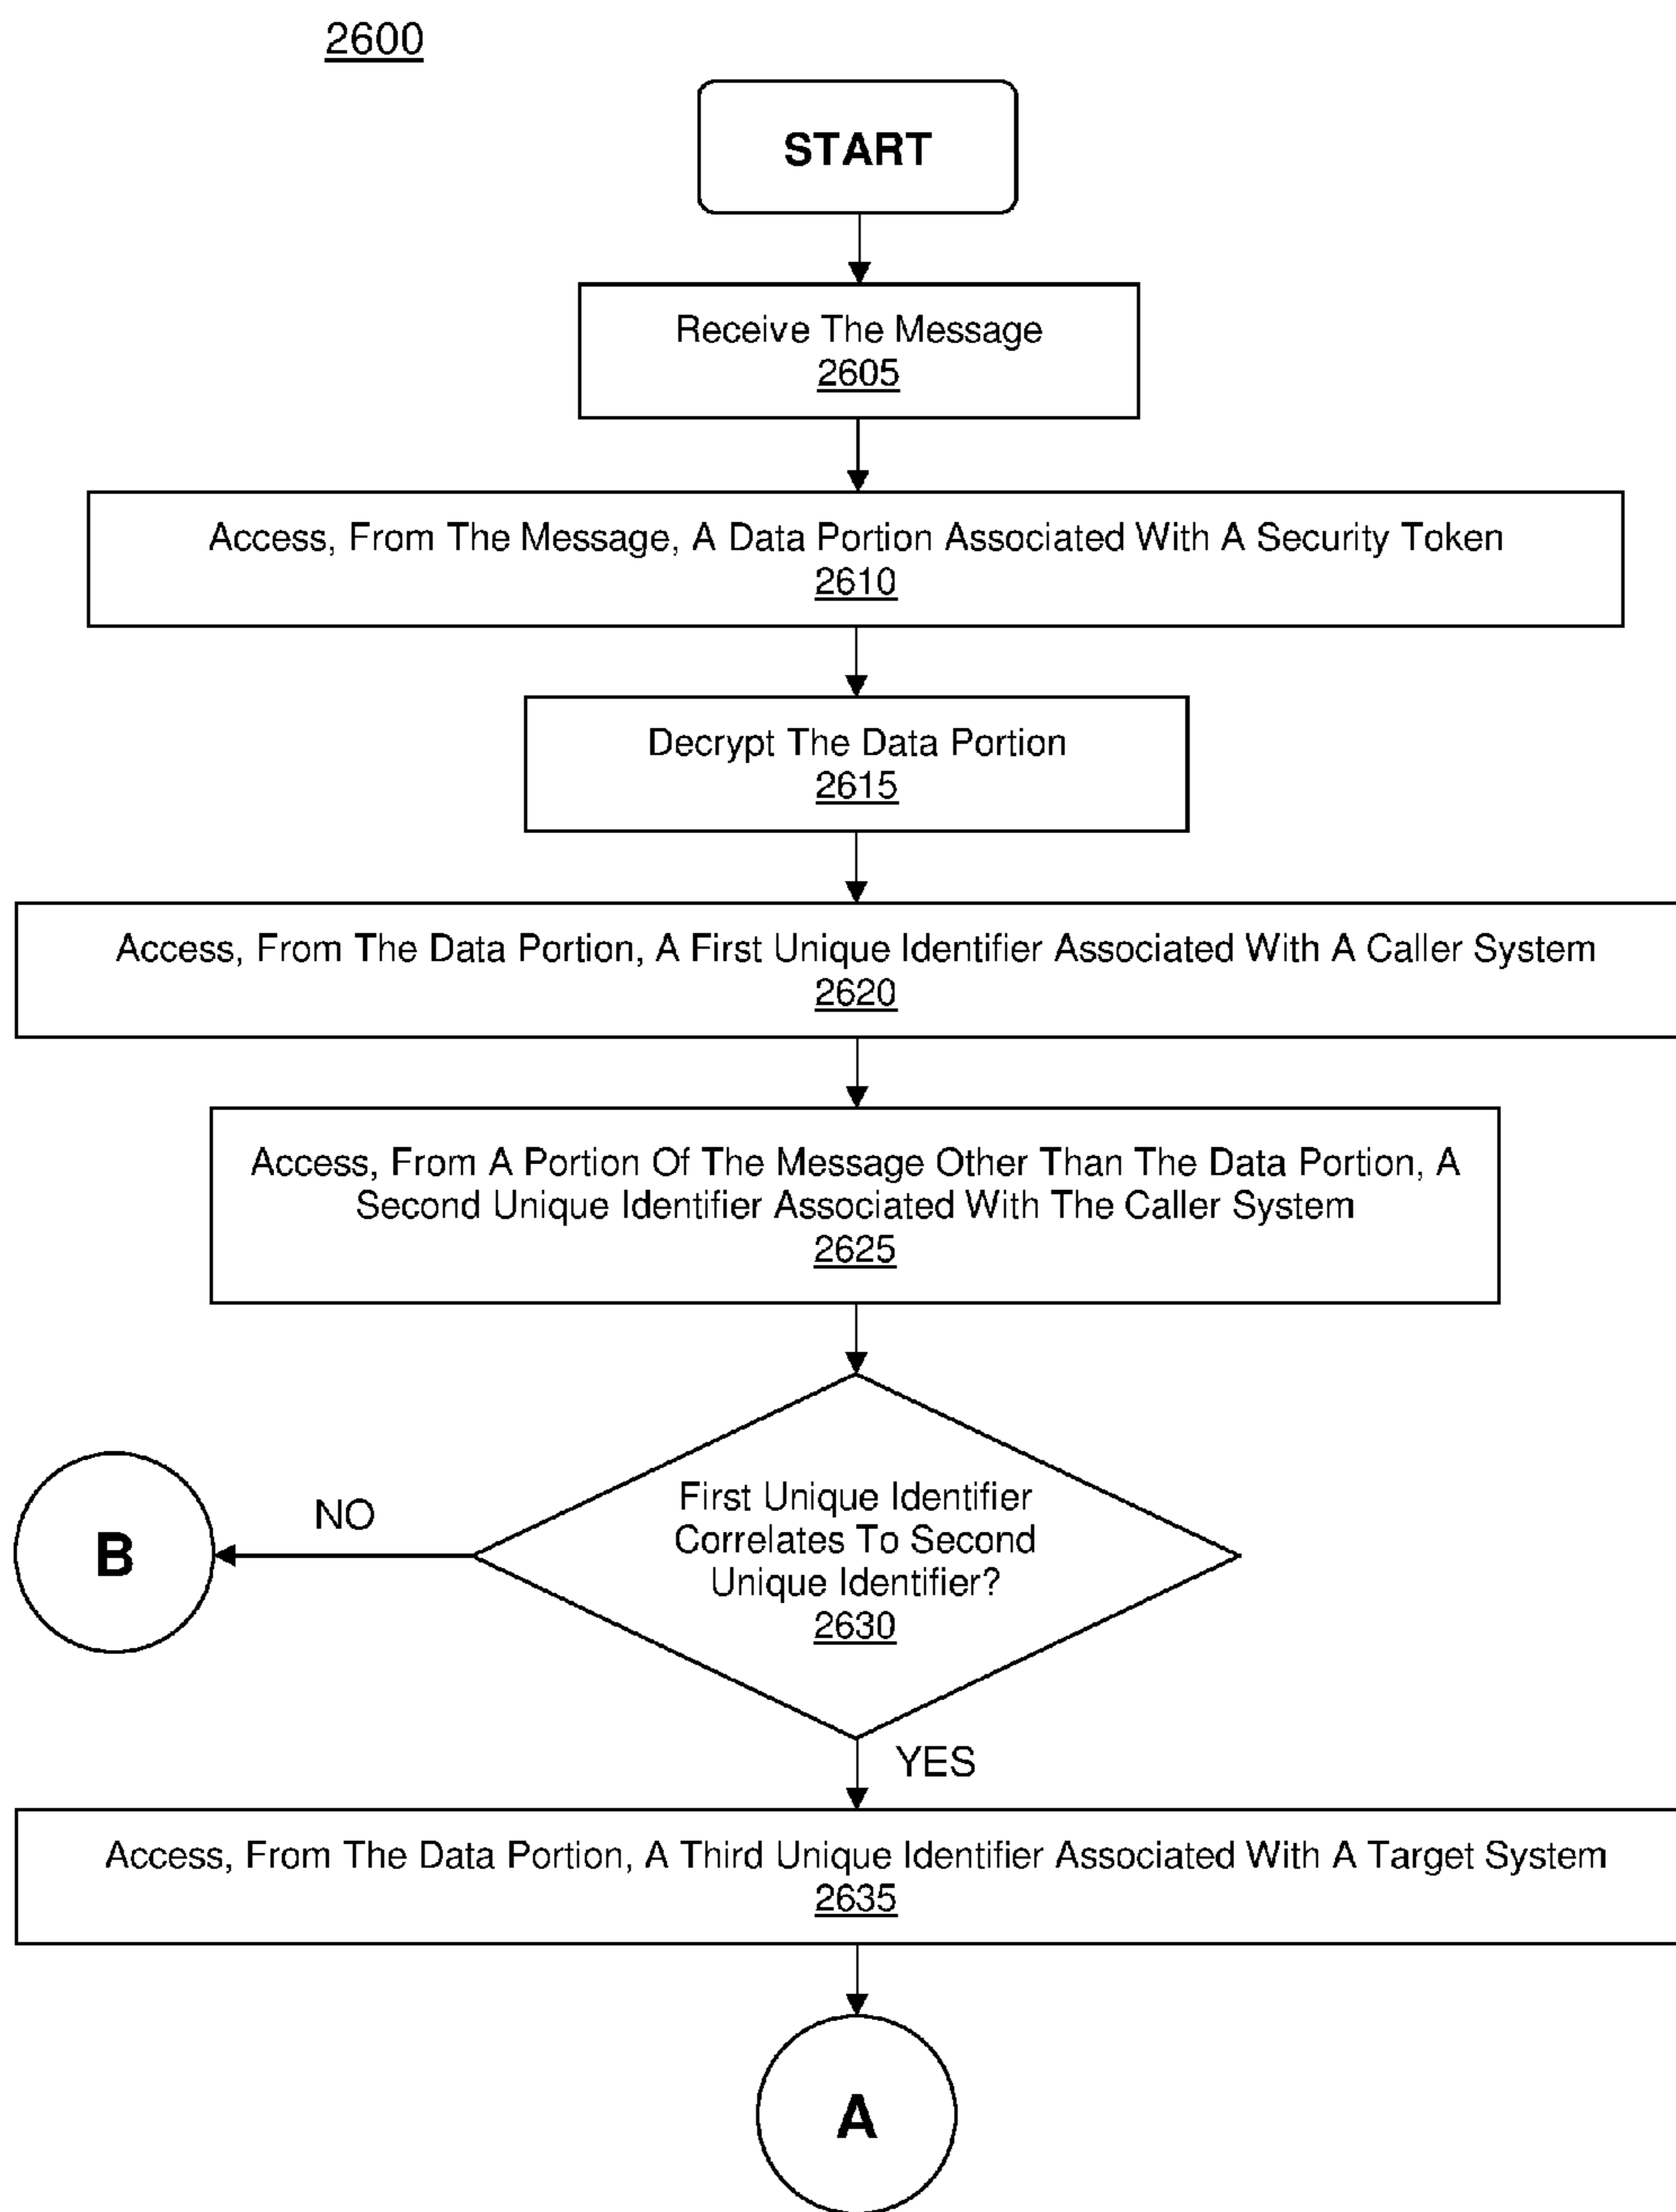 2600
START
Receive The Message
2605
Access, From The Message, A Data Portion Associated With A Security Token
2610
Decrypt The Data Portion
2615
Access, From The Data Portion, A First Unique Identifier Associated With A Caller System
2620
Access, From A Portion Of The Message Other Than The Data Portion, A
Second Unique Identifier Associated With The Caller System
2625
First Unique Identifier
Correlates To Second
Unique Identifier?
2630
NO
B
YES
Access, From The Data Portion, A Third Unique Identifier Associated With A Target System
2635
A